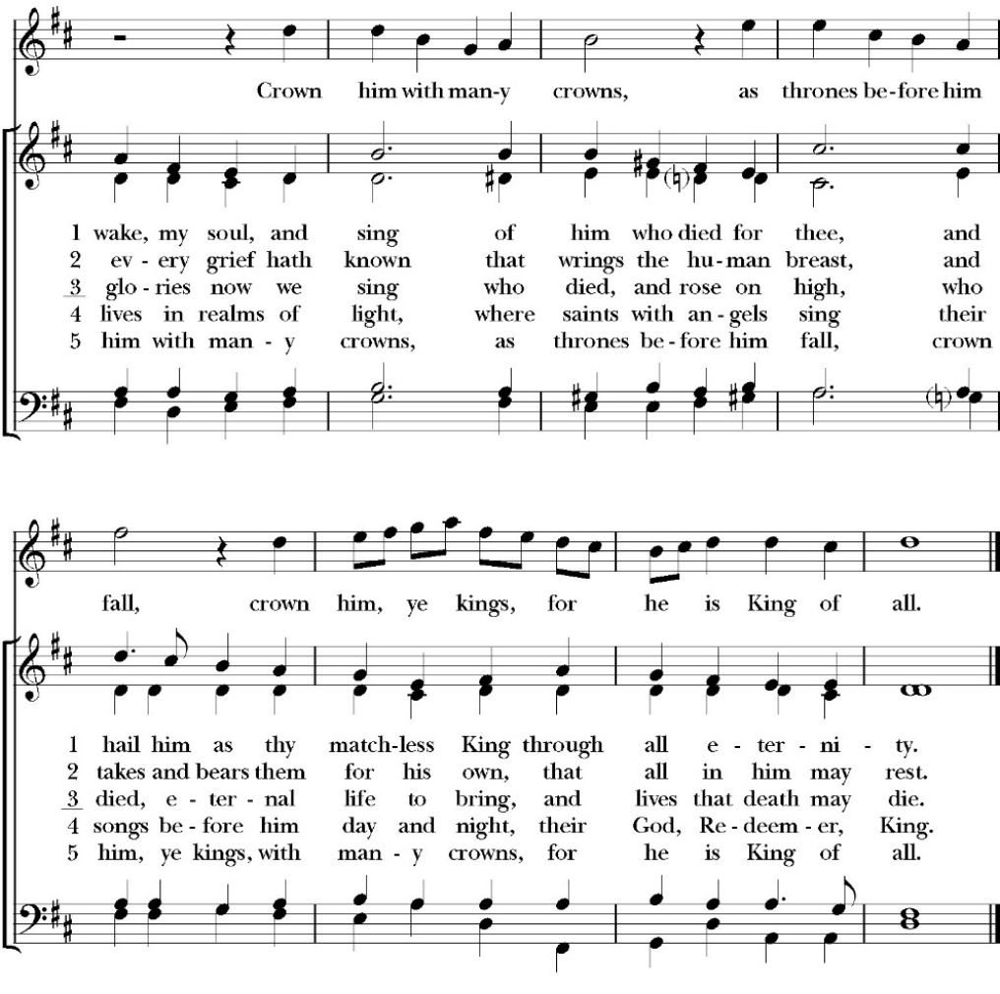 Crown him with man-y crowns, as thrones be-fore him
1 wake, my soul, and sing of him who died for thee, and
2 ev - ery grief hath known that wrings the hu - man breast, and
3 glo - ries now we sing who died, and rose on high, who
4 lives in realms of light, where saints with an - gels sing their
5 him with man - y crowns, as thrones be - fore him fall, crown
fall, crown him, ye kings, for he is King of all.
1 hail him as thy match-less King through all e - ter - ni - ty.
2 takes and bears them for his own, that all in him may rest.
3 died, e - ter - nal life to bring, and lives that death may die.
4 songs be - fore him day and night, their God, Re - deem - er, King.
5 him, ye kings, with man - y crowns, for he is King of all.